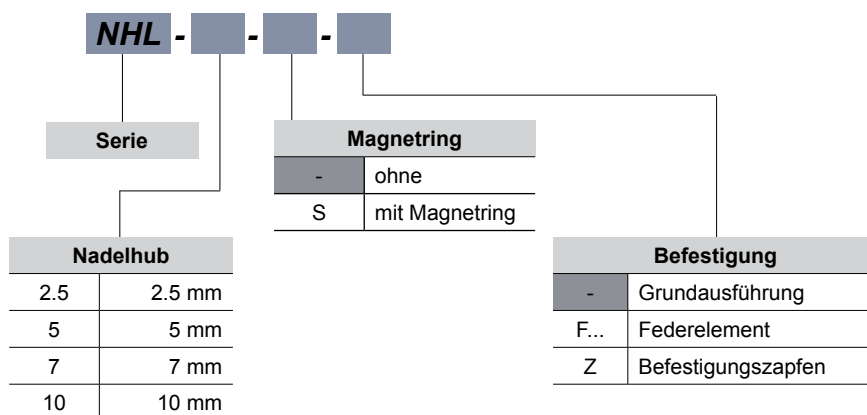 NHL - - -
Serie
Magnetring
- ohne
S mit Magnetring
Nadelhub
2.5 2.5 mm
5 5 mm
7 7 mm
10 10 mm
Befestigung
- Grundausführung
F... Federelement
Z Befestigungszapfen